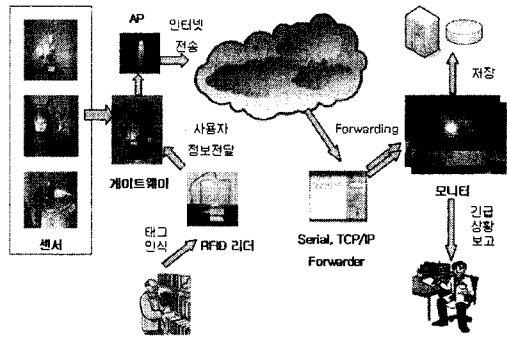 AP
인터넷
전송
저장
Forwarding
사용자
정보전달
게이트웨이
모니터
센서
태그
인식
RFID 리더
Serial, TCP/IP
Forwarder
긴급
상황
보고